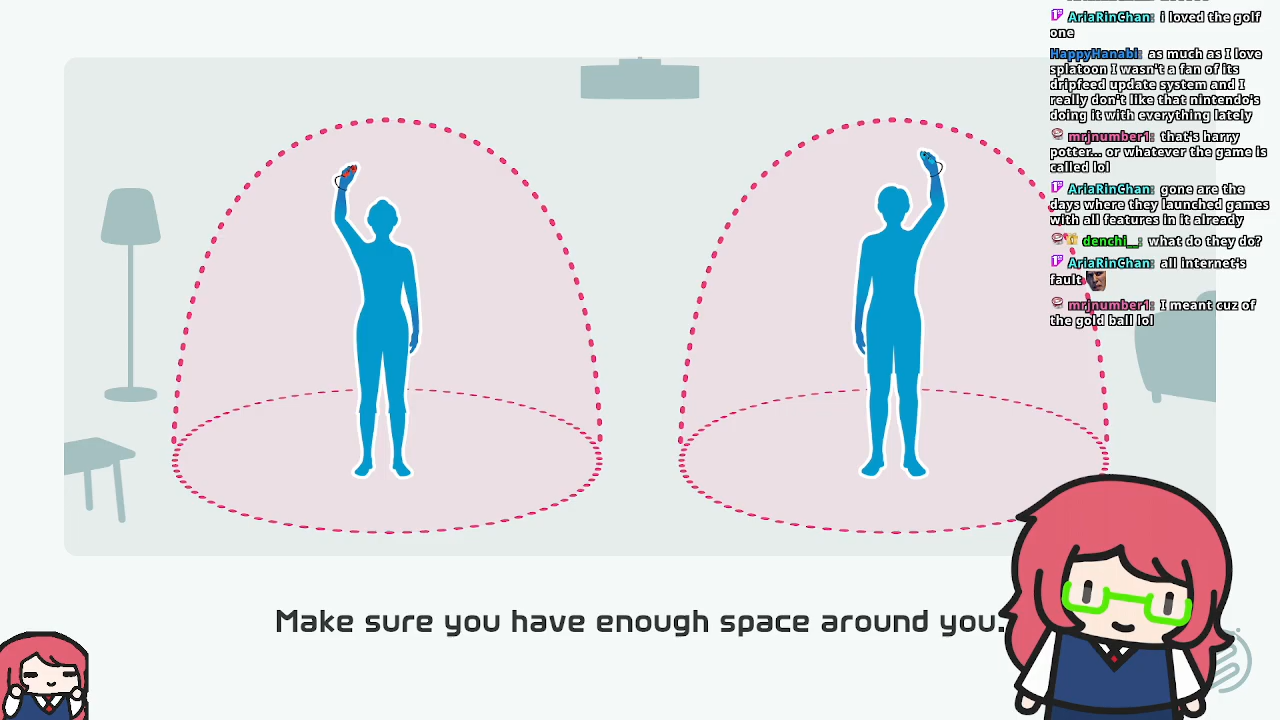 AriaRinChan: i loved the golf
one
HappyHanabi: as much as I love
splatoon I wasn't a fan of its
dripfeed update system and I
really don't like that nintendo's
doing it with everything lately
mrjnumber1: that's harry
potter... or whatever the game is
called lol
AriaRinChan: gone are the
days where they launched games
with all features in it already
denchi__: what do they do?
AriaRinChan: all internet's
fault
mrjnumber1: I meant cuz of
the gold ball lol
Make sure you have enough space around you.